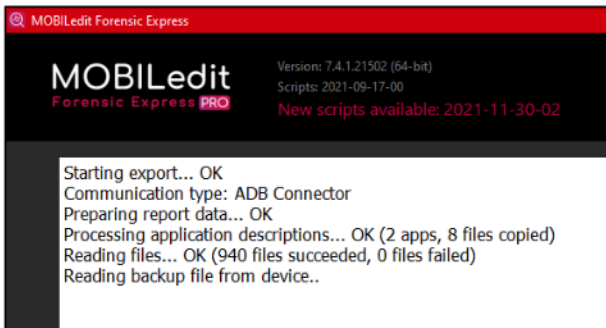 MOBILedit Forensic Express
MOBILedit
Forensic Express PRO
Version: 7.4.1.21502 (64-bit)
Scripts: 2021-09-17-00
New scripts available: 2021-11-30-02
Starting export... OK
Communication type: ADB Connector
Preparing report data... OK
Processing application descriptions... OK (2 apps, 8 files copied)
Reading files... OK (940 files succeeded, 0 files failed)
Reading backup file from device..